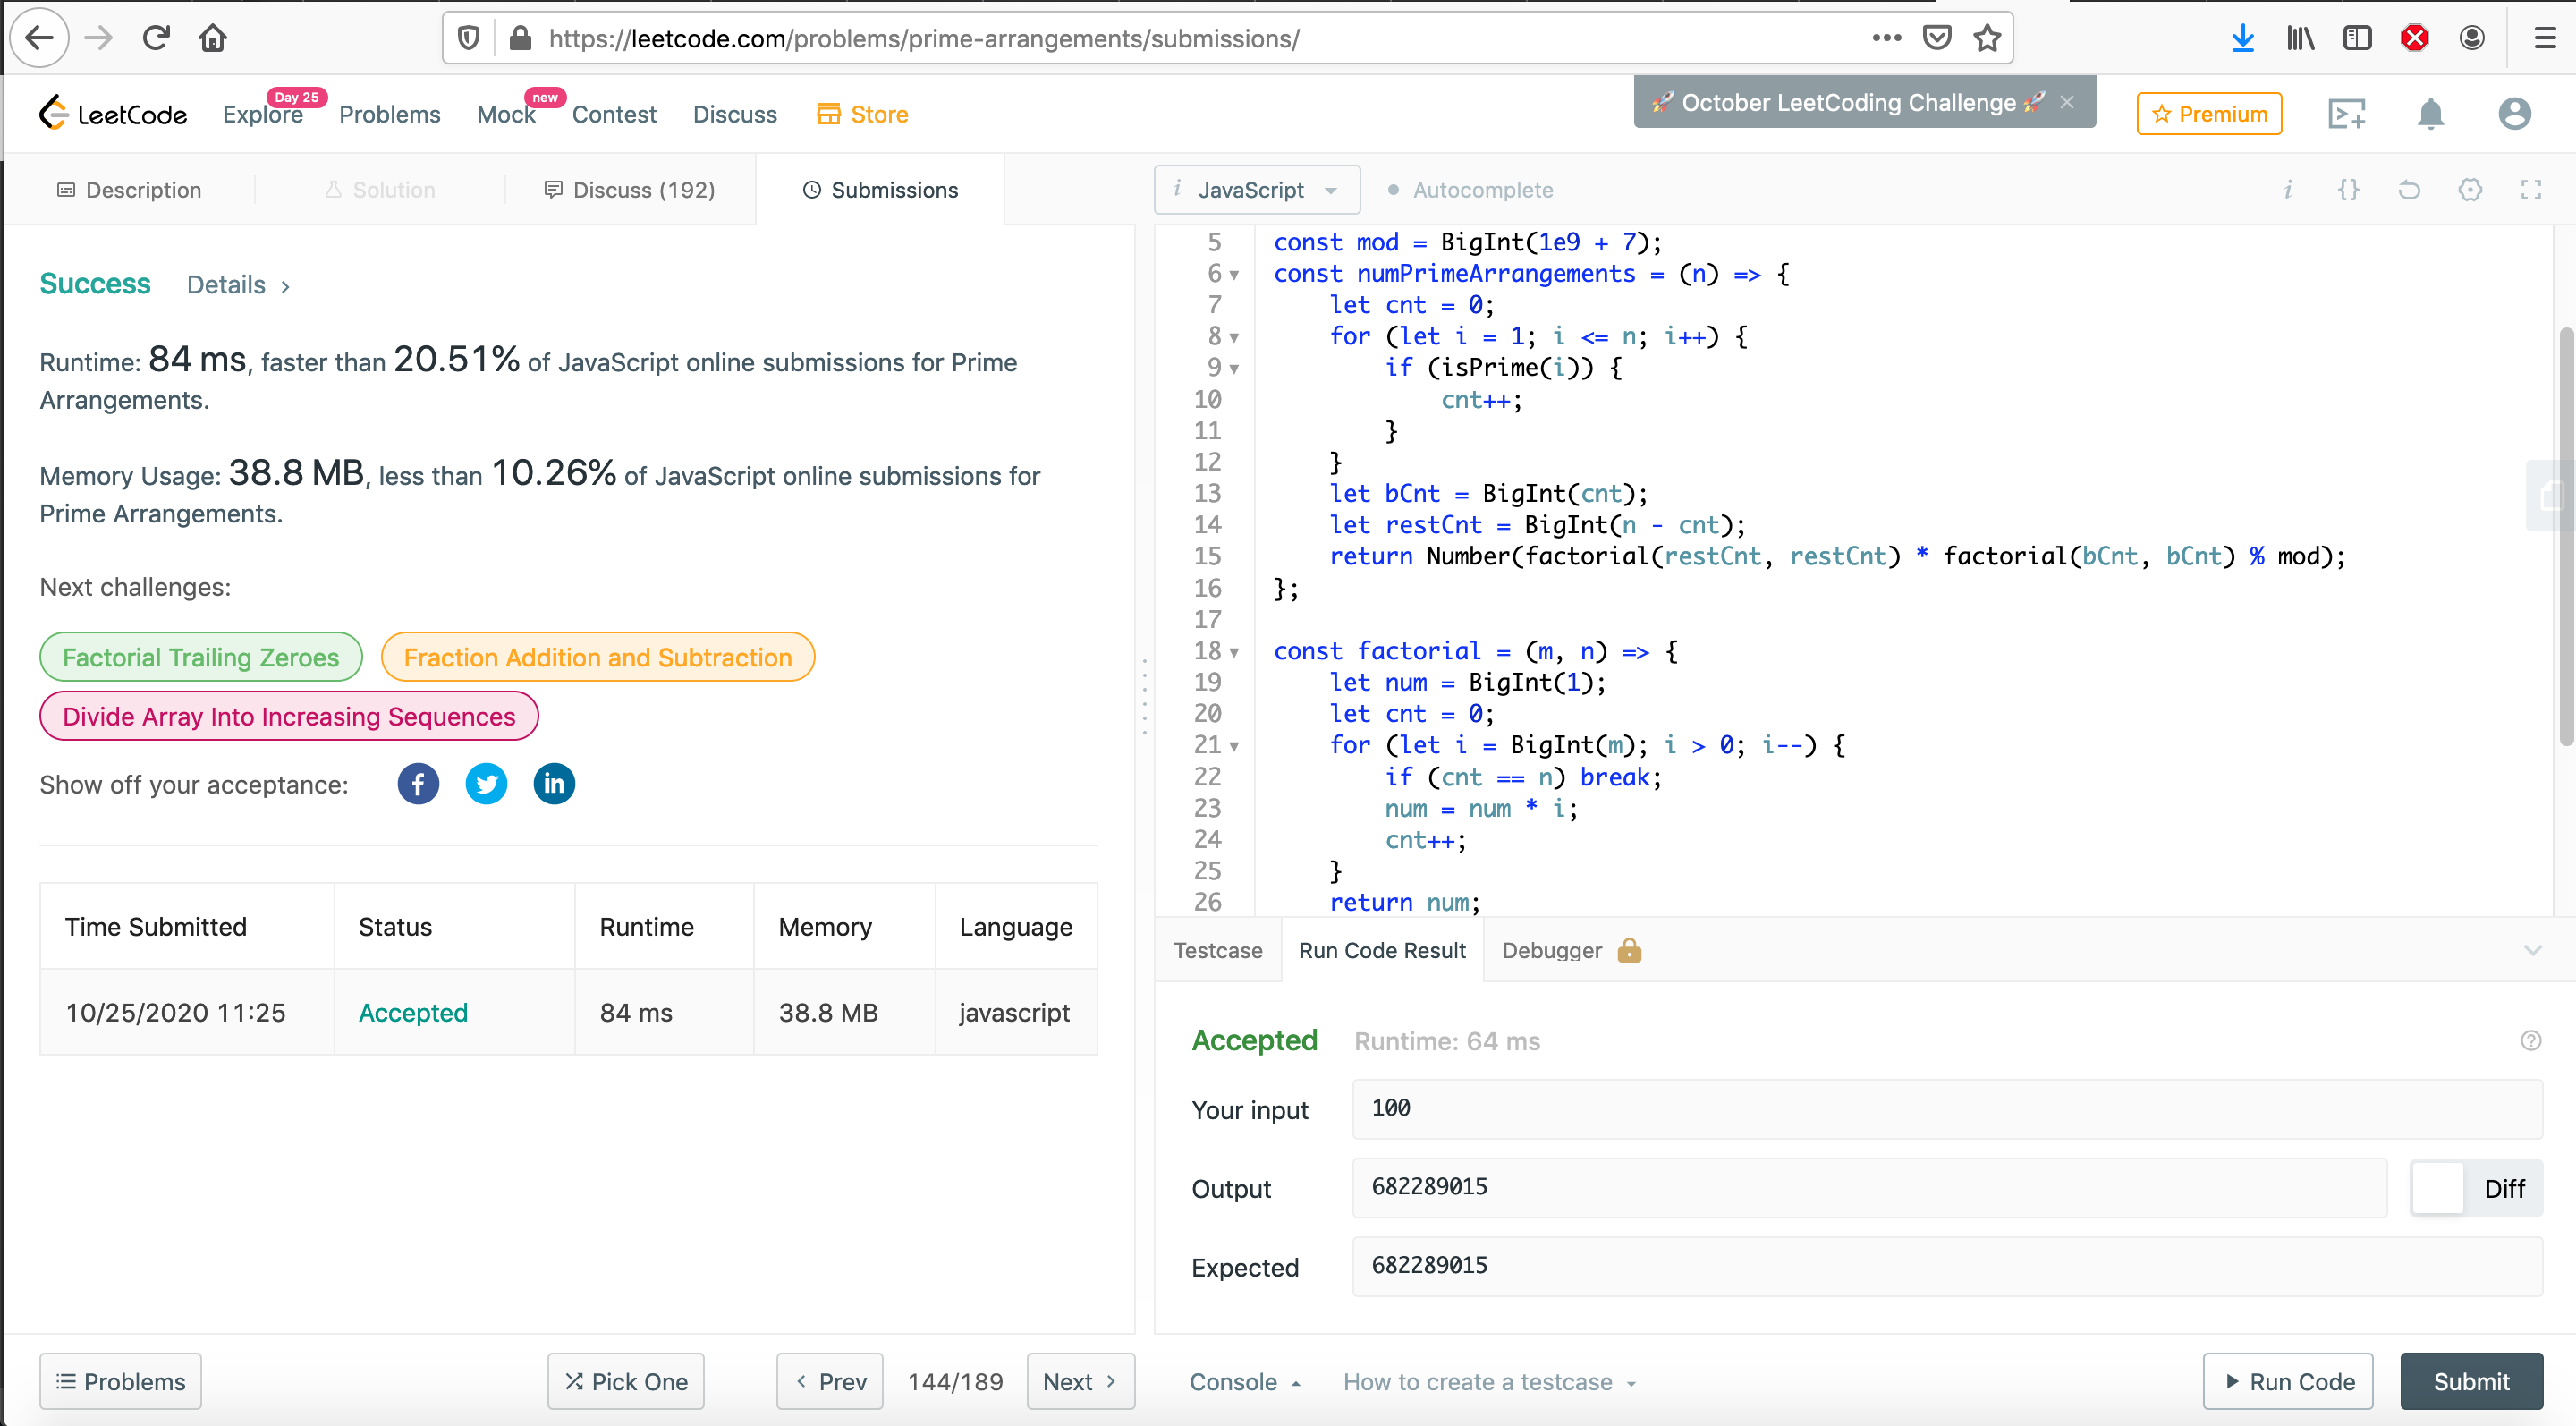 https://leetcode.com/problems/prime-arrangements/submissions/
LeetCode
Explore
Day 25
Problems
Mock
new
Contest
Discuss
Store
🚀 October LeetCoding Challenge 🚀 ×
Premium
Description
Solution
Discuss (192)
Submissions
i JavaScript
Autocomplete
Success
Details >
Runtime: 84 ms, faster than 20.51% of JavaScript online submissions for Prime
Arrangements.
Memory Usage: 38.8 MB, less than 10.26% of JavaScript online submissions for
Prime Arrangements.
Next challenges:
Factorial Trailing Zeroes
Fraction Addition and Subtraction
Divide Array Into Increasing Sequences
Show off your acceptance:
Time Submitted Status Runtime Memory Language
10/25/2020 11:25 Accepted 84 ms 38.8 MB javascript
5 const mod = BigInt(1e9 + 7);
6 const numPrimeArrangements = (n) => {
7 let cnt = 0;
8 for (let i = 1; i <= n; i++) {
9 if (isPrime(i)) {
10 cnt++;
11 }
12 }
13 let bCnt = BigInt(cnt);
14 let restCnt = BigInt(n - cnt);
15 return Number(factorial(restCnt, restCnt) * factorial(bCnt, bCnt) % mod);
16 };
17
18 const factorial = (m, n) => {
19 let num = BigInt(1);
20 let cnt = 0;
21 for (let i = BigInt(m); i > 0; i--) {
22 if (cnt == n) break;
23 num = num * i;
24 cnt++;
25 }
26 return num;
Testcase
Run Code Result
Debugger
Accepted
Runtime: 64 ms
Your input
100
Output
682289015
Diff
Expected
682289015
Problems
Pick One
< Prev
144/189
Next >
Console
How to create a testcase
Run Code
Submit